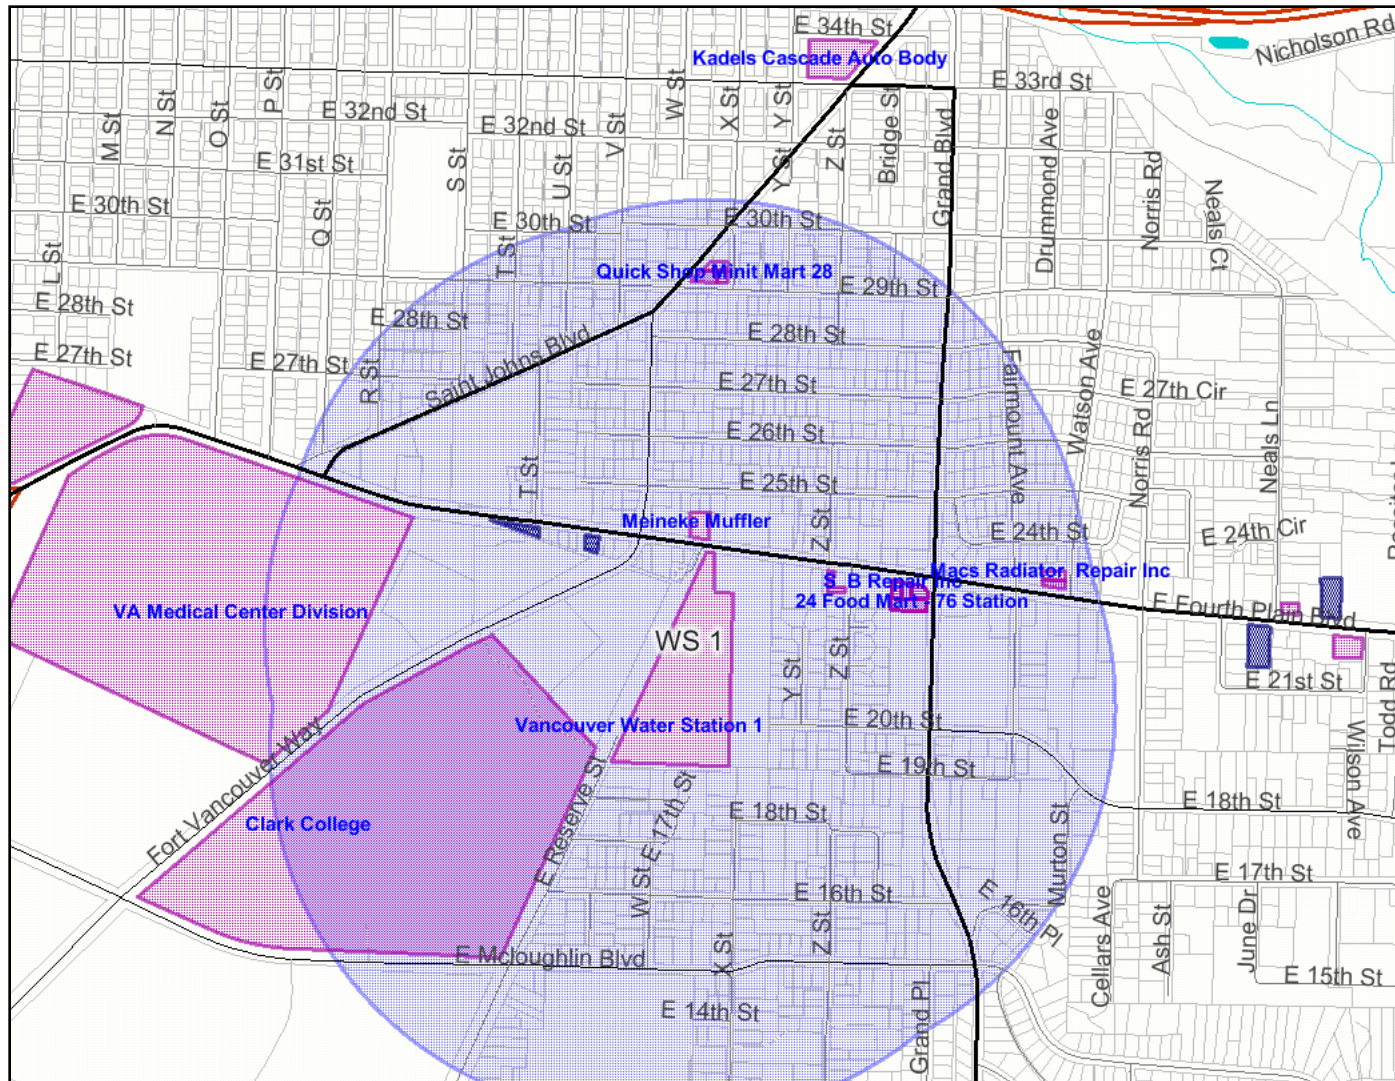 E 34th St
Nicholson Rd
Kadels Cascade Auto Body
E 33rd St
M St
N St
O St
P St
E 32nd St
W St
X St
Y St
Bridge St
Grand Blvd
Drummond Ave
E 32nd St
V St
Z St
Y St
E 31st St
S St
U St
Norris Rd
Neals Ct
E 30th St
Q St
E 30th St
E 30th St
L St
T St
Quick Shop Minit Mart 28
E 29th St
E 28th St
E 28th St
E 28th St
E 27th St
E 27th St
R St
Saint Johns Blvd
E 27th St
Fairmount Ave
Watson Ave
E 27th Cir
E 26th St
Norris Rd
Neals Ln
T St
E 25th St
Z St
Meineke Muffler
E 24th St
E 24th Cir
Macs Radiator Repair Inc
S B Repair Inc
24 Food Mart - 76 Station
VA Medical Center Division
E Fourth Plain Blvd
WS 1
Y St
Z St
E 21st St
Todd Rd
Vancouver Water Station 1
E 20th St
Wilson Ave
Fort Vancouver Way
E 19th St
E Reserve St
E 17th St
E 18th St
E 18th St
Clark College
Murton St
E 17th St
W St
E 16th St
E 16th Pl
Cellars Ave
Ash St
June Dr
X St
Z St
E Mcloughlin Blvd
E 15th St
E 14th St
Grand Pl